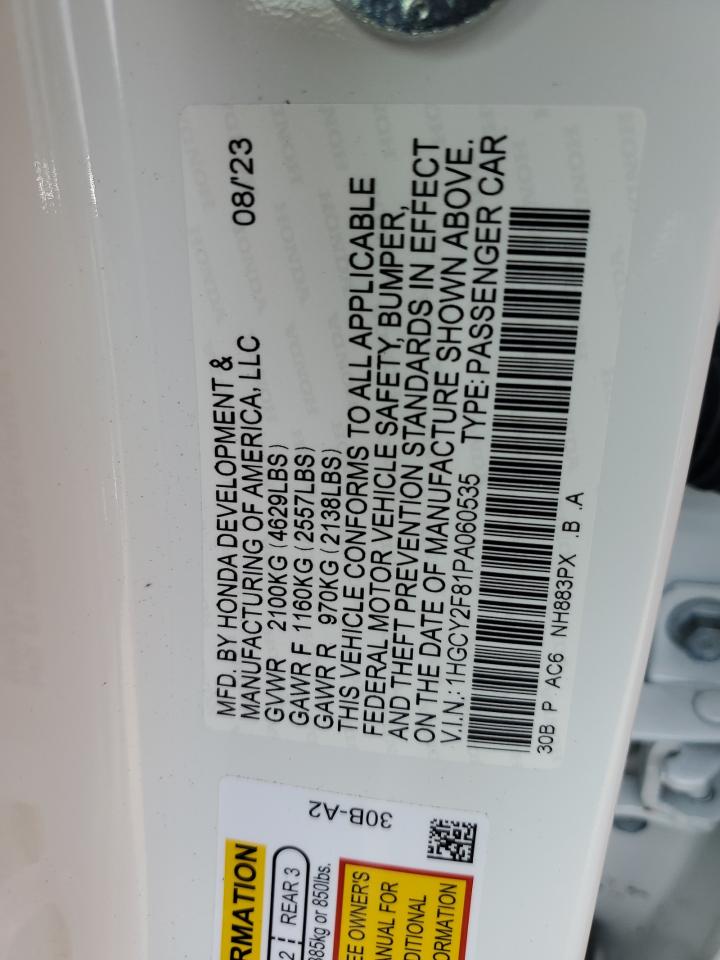 MFD. BY HONDA DEVELOPMENT & 08/'23
MANUFACTURING OF AMERICA, LLC
GVWR 2100KG (4629LBS)
GAWR F 1160KG (2557LBS)
GAWR R 970KG (2138LBS)
THIS VEHICLE CONFORMS TO ALL APPLICABLE
FEDERAL MOTOR VEHICLE SAFETY, BUMPER,
AND THEFT PREVENTION STANDARDS IN EFFECT
ON THE DATE OF MANUFACTURE SHOWN ABOVE.
V.I.N.: 1HGCY2F81PA060535 TYPE: PASSENGER CAR
30B P AC6 NH883PX .B .A
30B-A2
RMATION
2 REAR 3
385kg or 850lbs.
EE OWNER'S
ANUAL FOR
DITIONAL
ORMATION